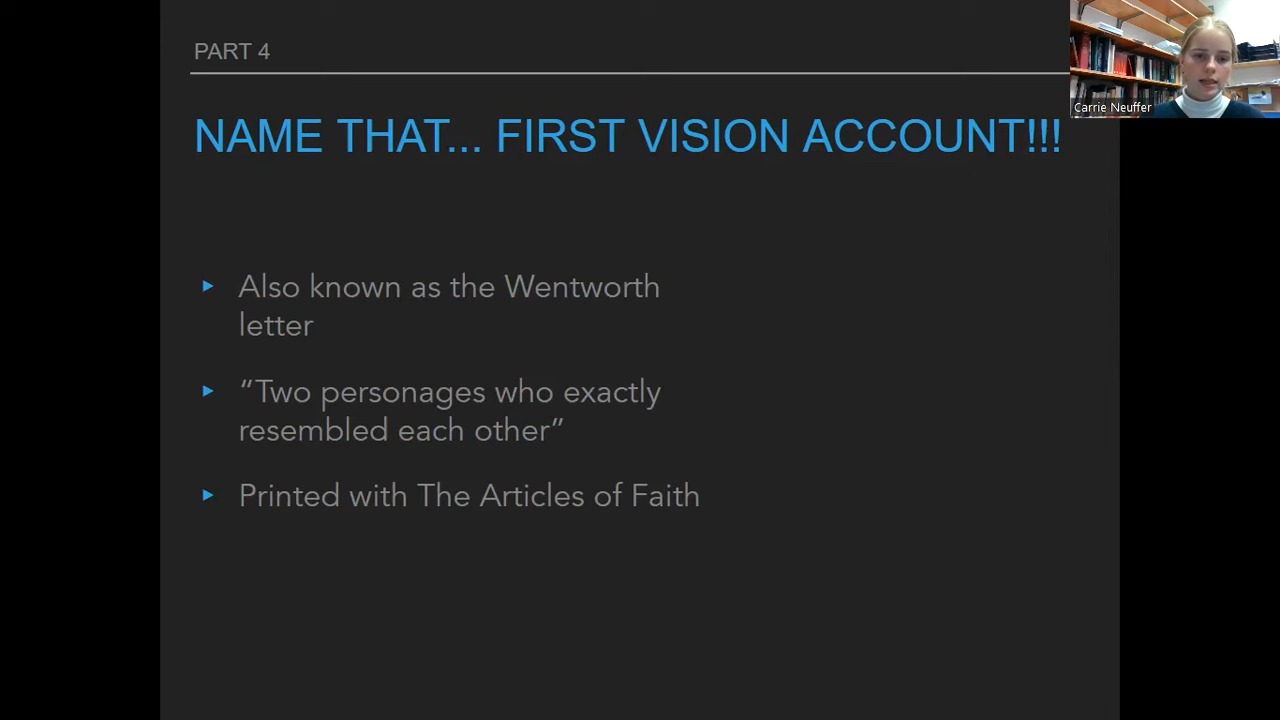 PART 4
NAME THAT... FIRST VISION ACCOUNT!!!
Carrie Neuffer
Also known as the Wentworth
letter
“Two personages who exactly
resembled each other”
Printed with The Articles of Faith